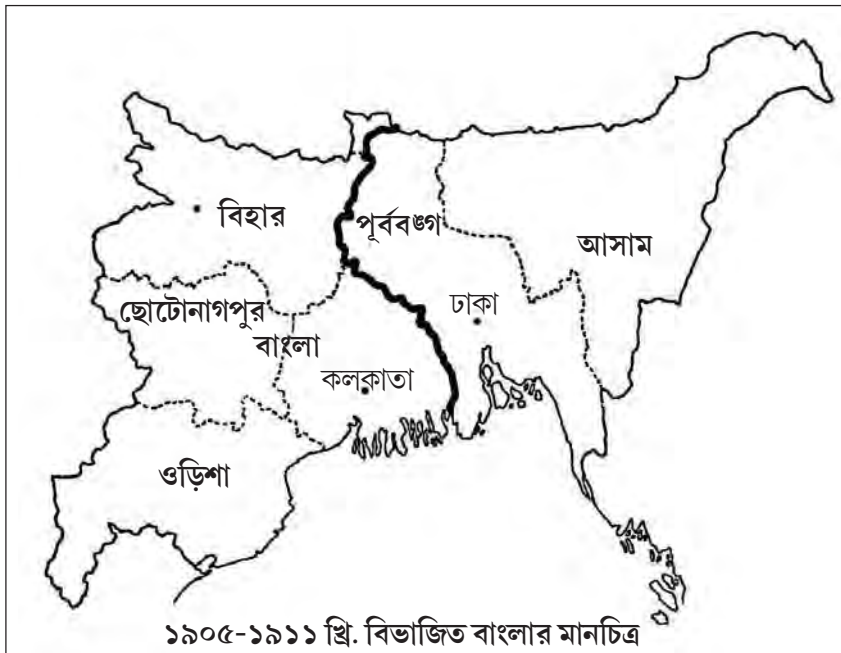 বিহার
পূর্ববঙ্গ
আসাম
ছোটোনাগপুর
ঢাকা
বাংলা
কলকাতা
ওড়িশা
১৯০৫-১৯১১ খ্রি. বিভাজিত বাংলার মানচিত্র